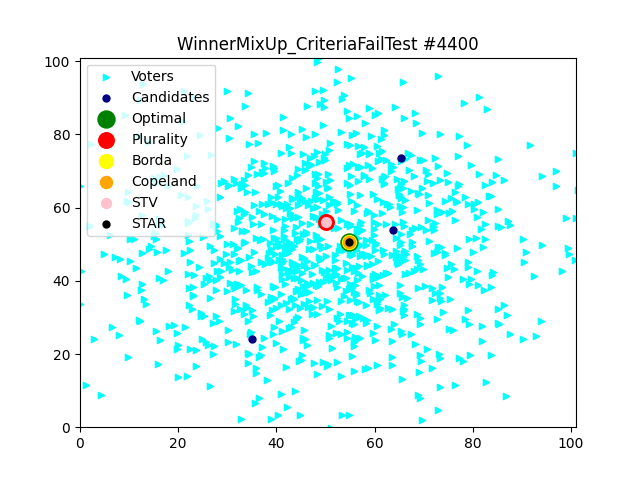 WinnerMixUp_CriteriaFailTest #4400
100
80
60
40
20
0
Voters
Candidates
Optimal
Plurality
Borda
Copeland
STV
STAR
0 20 40 60 80 100